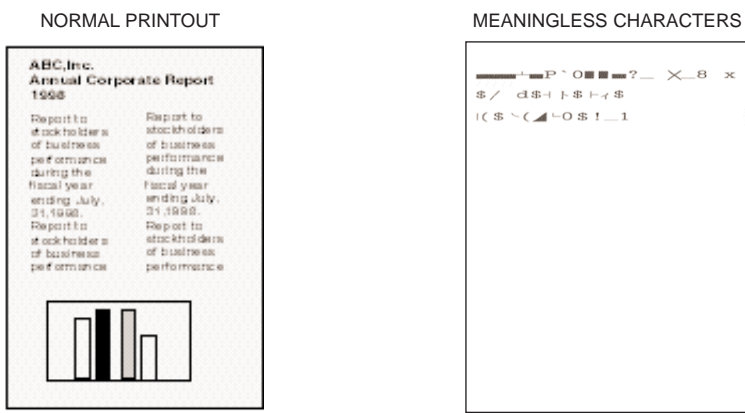 NORMAL PRINTOUT
ABC,Inc.
Annual Corporate Report
1998
Report to
stockholders
of business
performance
during the
fiscal year
ending July,
31,1998.
Report to
stockholders
of business
performance
Report to
stockholders
of business
performance
during the
fiscal year
ending July,
31,1998.
Report to
stockholders
of business
performance
MEANINGLESS CHARACTERS